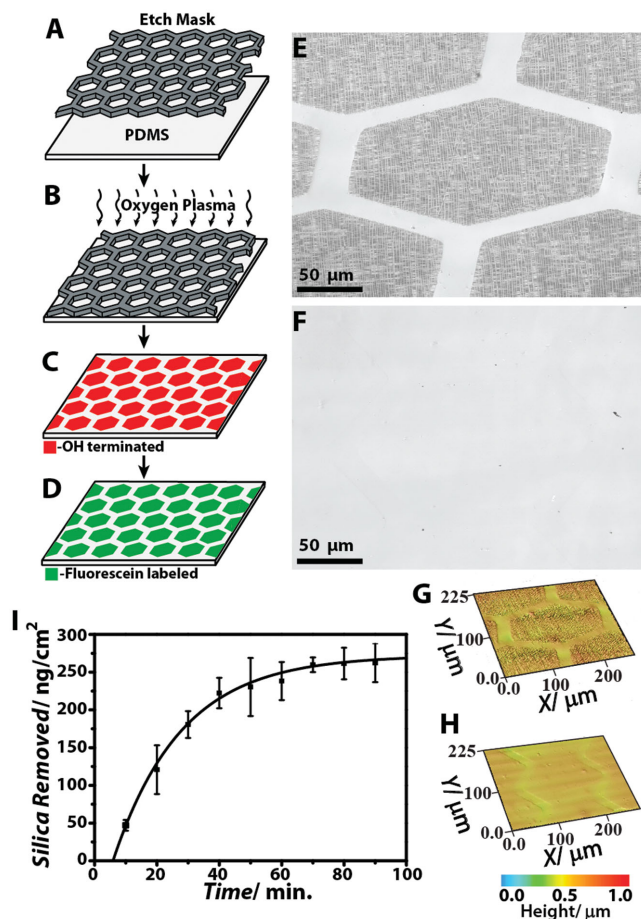 A
Etch Mask
PDMS
B
Oxygen Plasma
C
-OH terminated
D
-Fluorescein labeled
E
50 µm
F
50 µm
G
225
100
0.0
Y/ µm
0.0
100
200
X/ µm
H
225
100
0.0
Y/ µm
0.0
100
200
X/ µm
0.0 0.5 1.0
Height/ µm
I
300
250
200
150
100
50
0
Silica Removed/ ng/cm2
0 20 40 60 80 100
Time/ min.